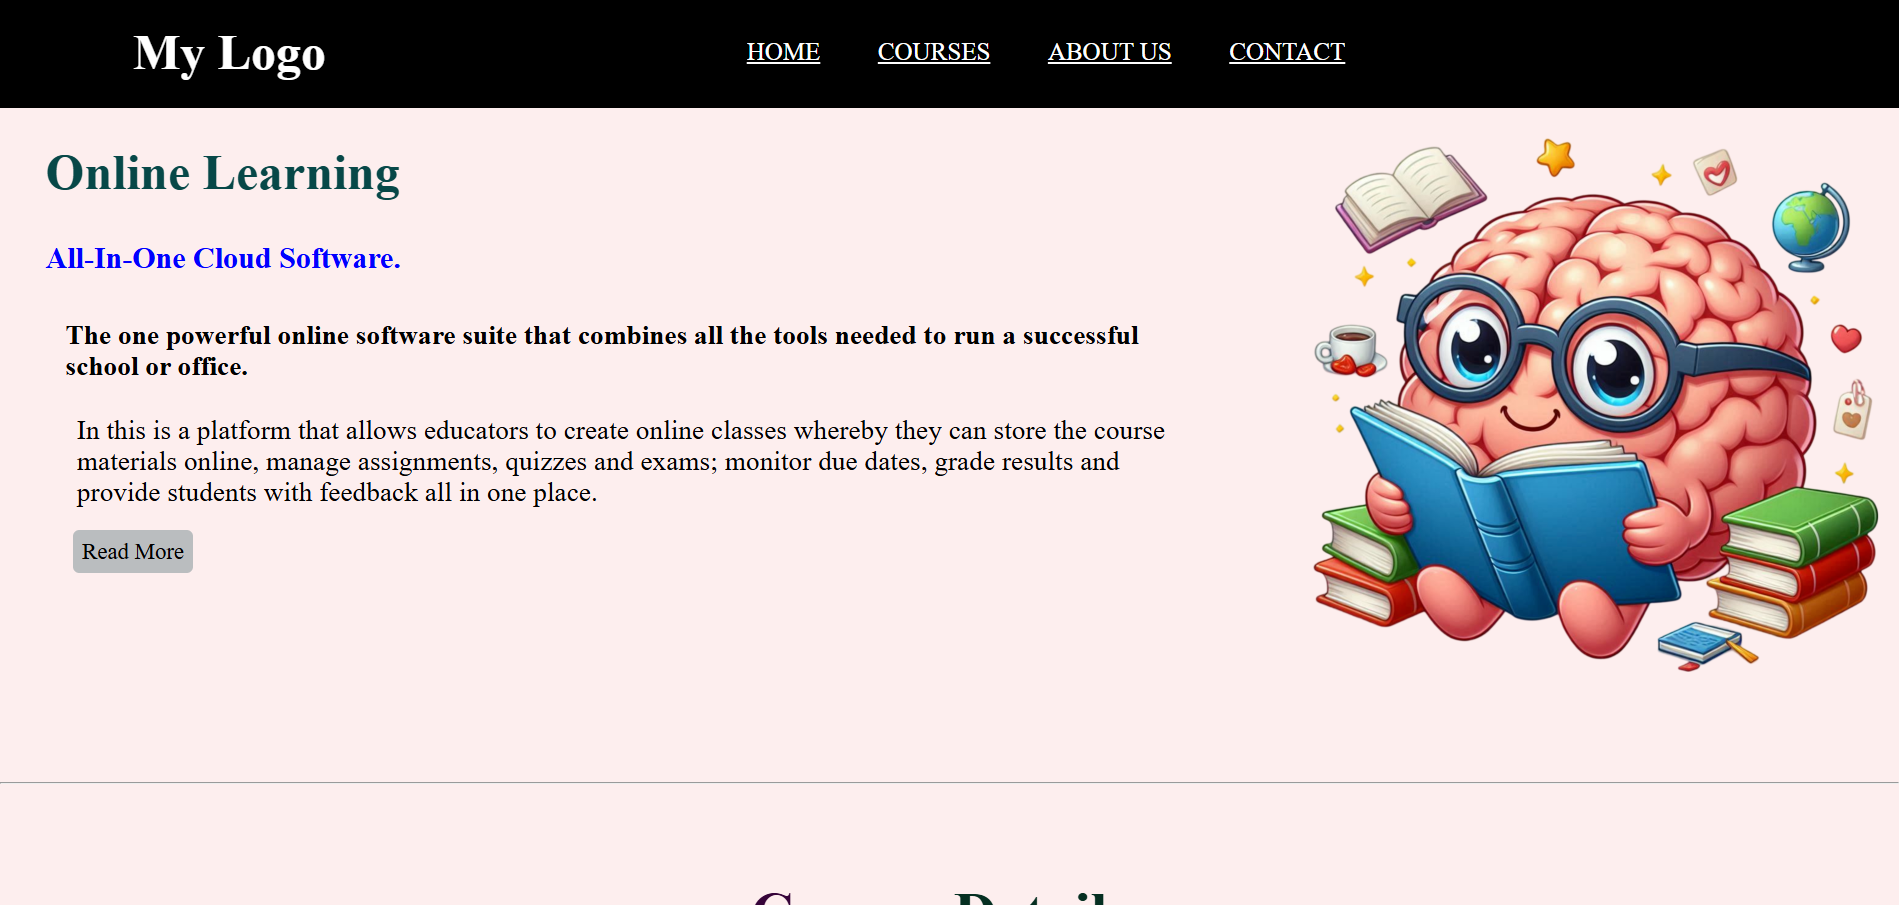 My Logo
HOME COURSES ABOUT US CONTACT
Online Learning
All-In-One Cloud Software.
The one powerful online software suite that combines all the tools needed to run a successful
school or office.
In this is a platform that allows educators to create online classes whereby they can store the course
materials online, manage assignments, quizzes and exams; monitor due dates, grade results and
provide students with feedback all in one place.
Read More